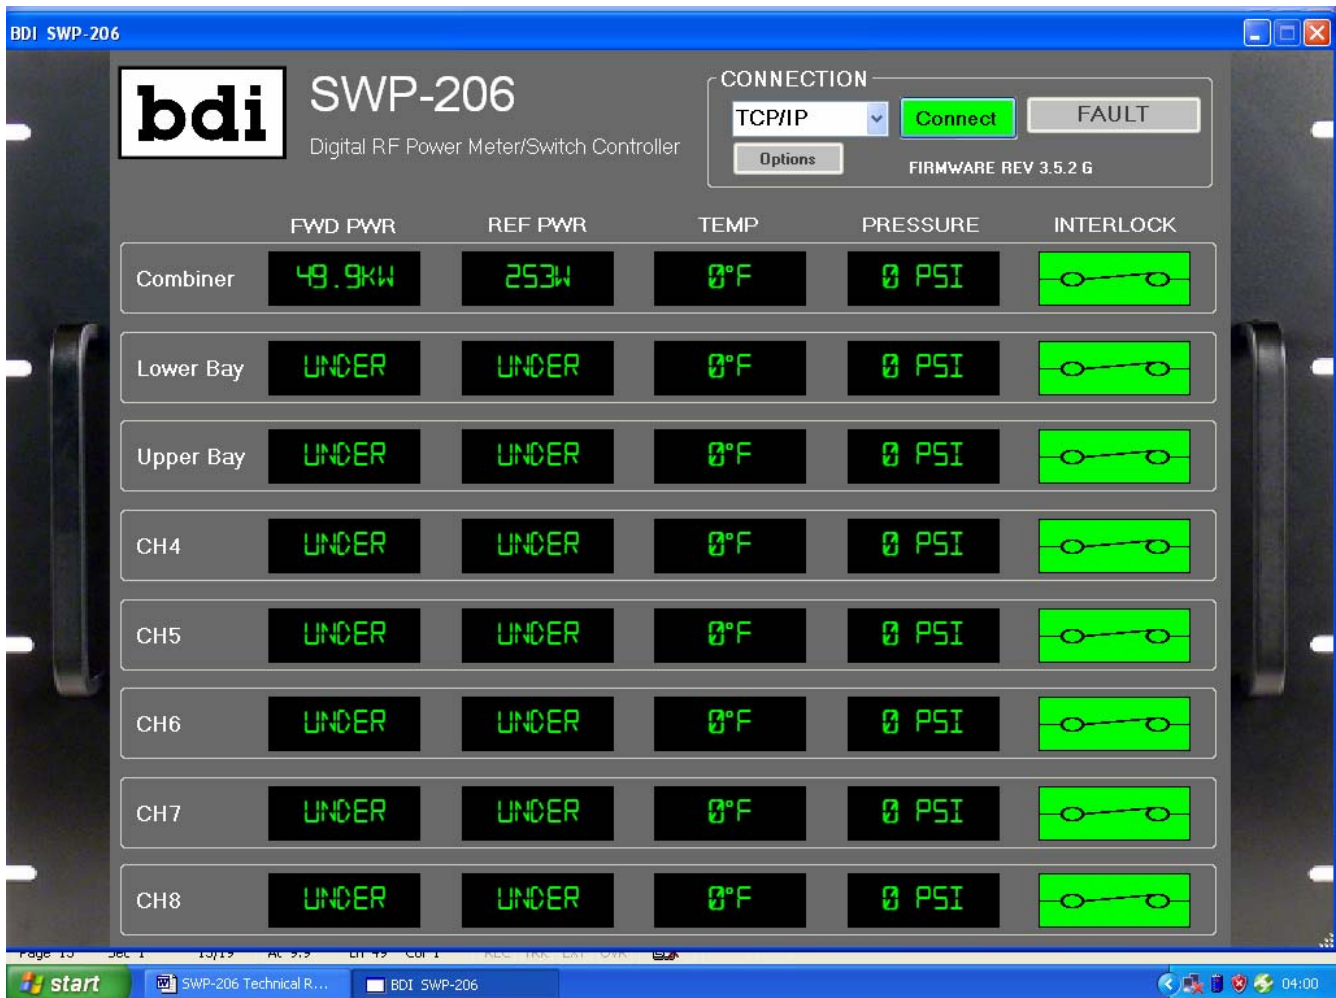 BDI SWP-206
bdi
SWP-206
Digital RF Power Meter/Switch Controller
CONNECTION
TCP/IP
Connect
FAULT
Options
FIRMWARE REV 3.5.2 G
FWD PWR REF PWR TEMP PRESSURE INTERLOCK
Combiner 49.9KW 253W 0°F 0 PSI
Lower Bay UNDER UNDER 0°F 0 PSI
Upper Bay UNDER UNDER 0°F 0 PSI
CH4 UNDER UNDER 0°F 0 PSI
CH5 UNDER UNDER 0°F 0 PSI
CH6 UNDER UNDER 0°F 0 PSI
CH7 UNDER UNDER 0°F 0 PSI
CH8 UNDER UNDER 0°F 0 PSI
start SWP-206 Technical R... BDI SWP-206 04:00